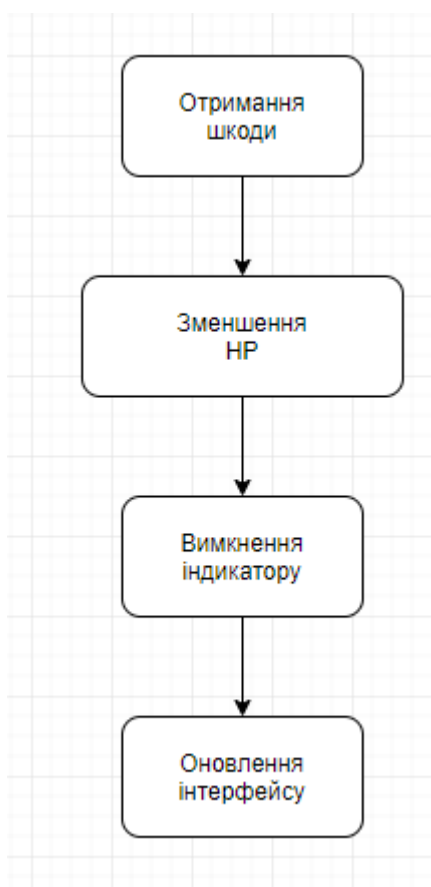 Отримання
шкоди
Зменшення
HP
Вимкнення
індикатору
Оновлення
інтерфейсу